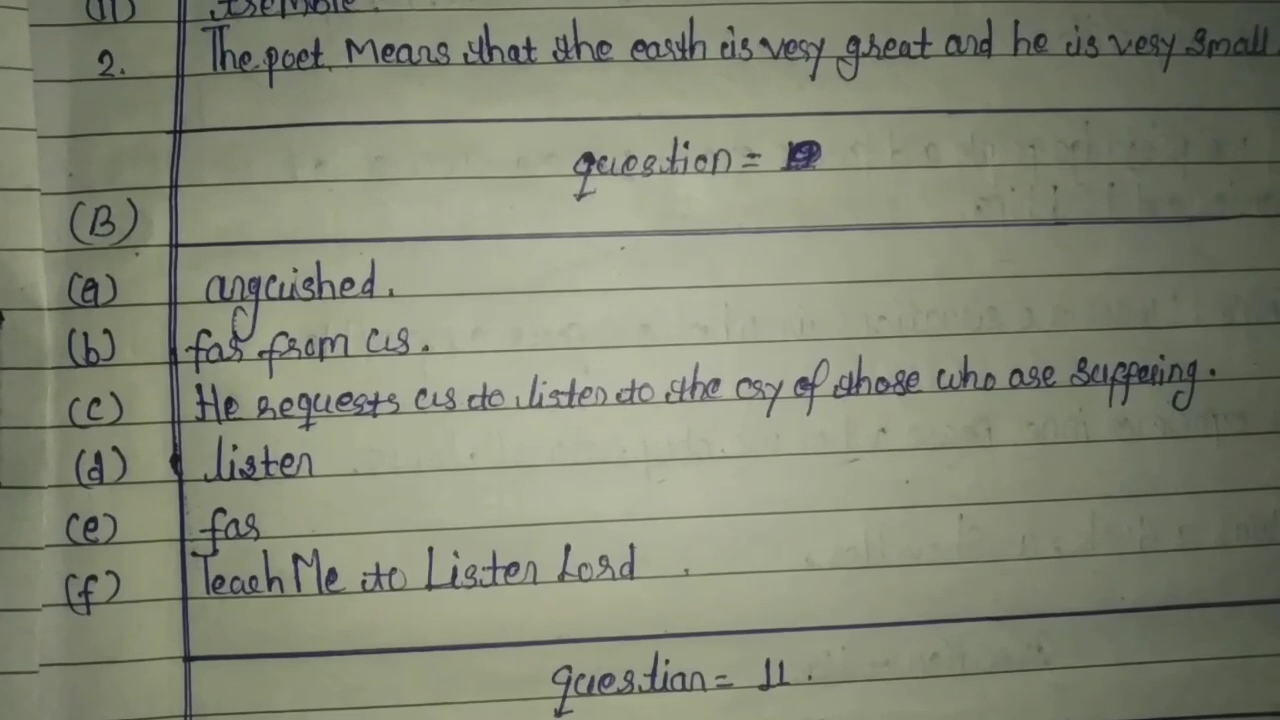 (ii) tremble.
2. The poet Means that the earth is very great and he is very small.
question =
(B)
(a) anguished.
(b) far from us.
(c) He requests us to listen to the cry of those who are suffering.
(d) listen
(e) far
(f) Teach Me to Listen Lord.
question = 11.